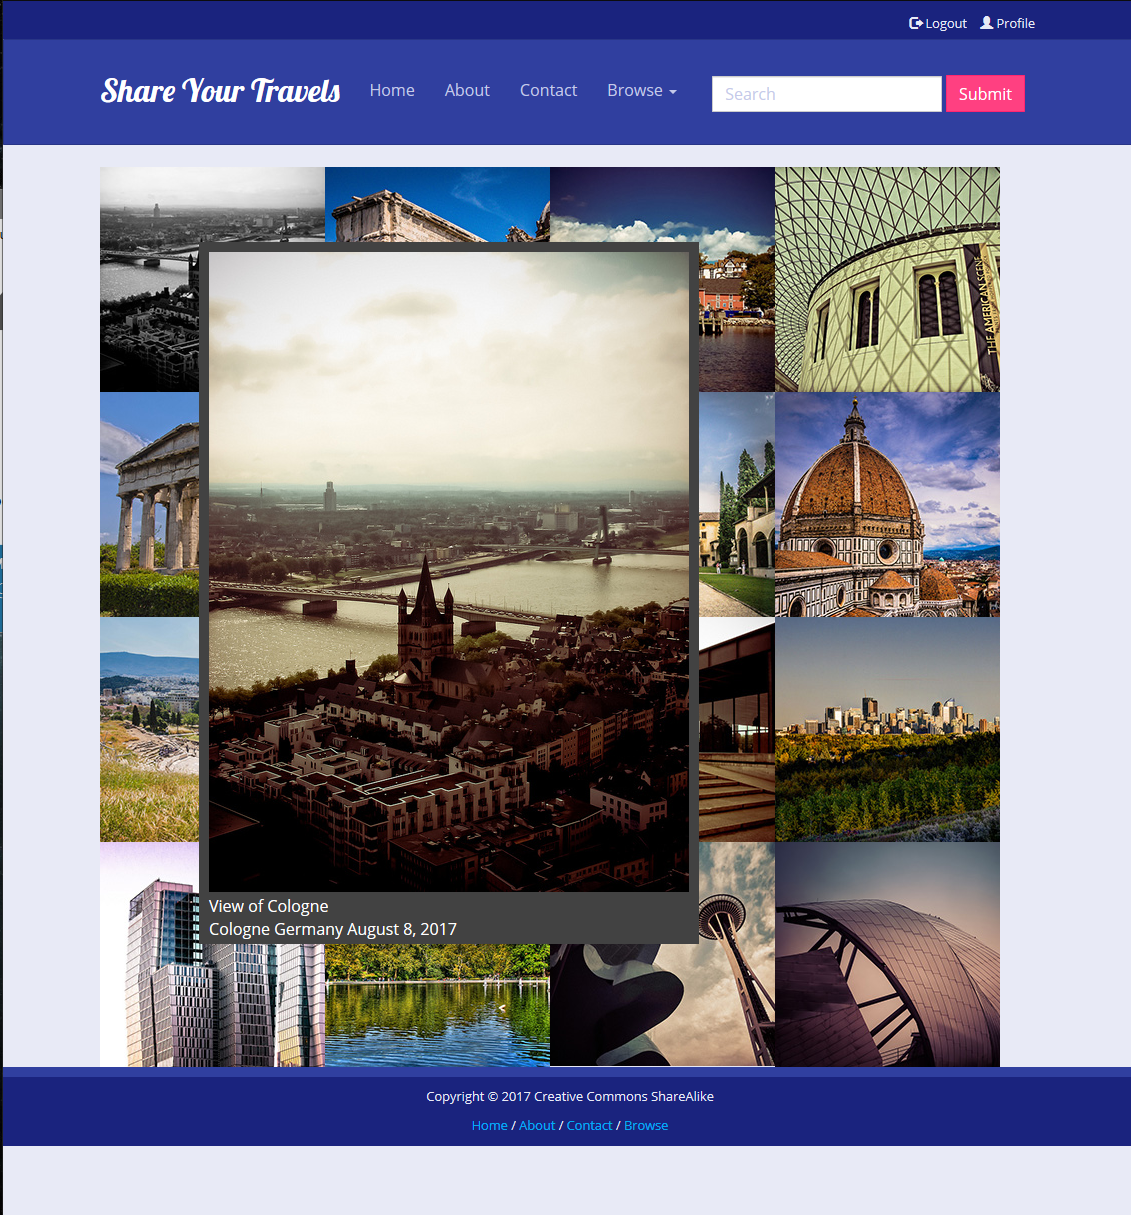 Logout Profile
Share Your Travels Home About Contact Browse Search Submit
THE AMERICAN SCENE
View of Cologne
Cologne Germany August 8, 2017
Copyright © 2017 Creative Commons ShareAlike
Home / About / Contact / Browse